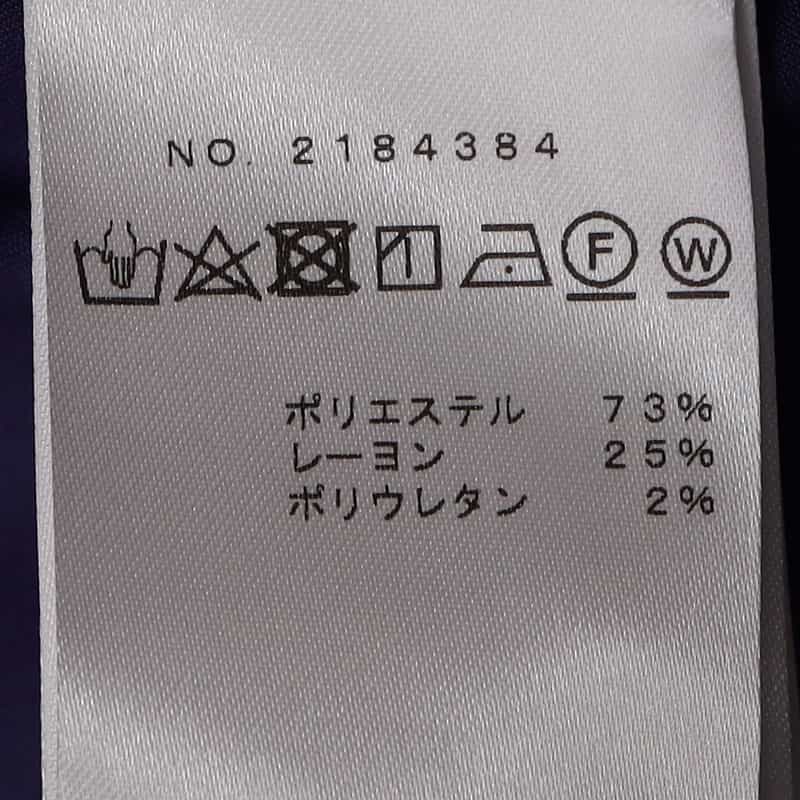 NO. 2184384
F W
ポリエステル 73%
レーヨン 25%
ポリウレタン 2%